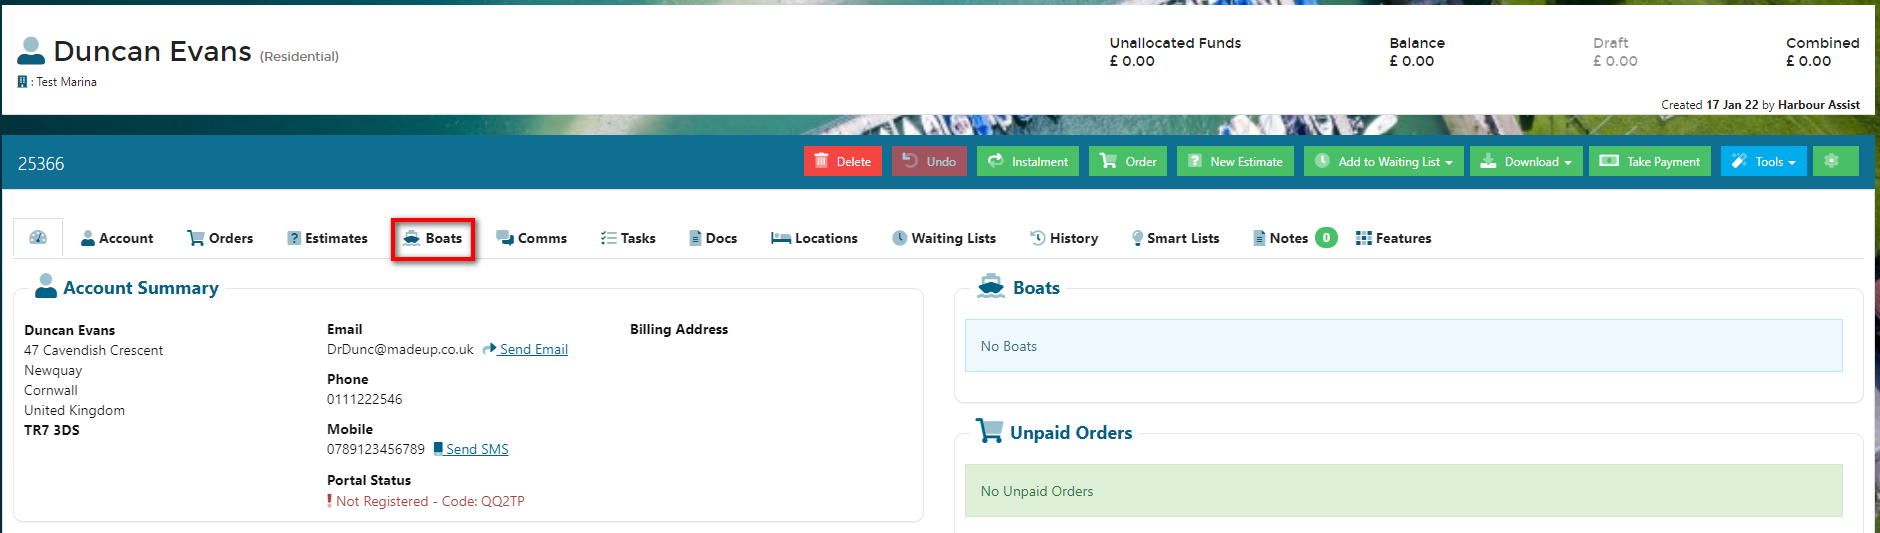 Duncan Evans (Residential)
: Test Marina
Unallocated Funds
£ 0.00
Balance
£ 0.00
Draft
£ 0.00
Combined
£ 0.00
Created 17 Jan 22 by Harbour Assist
25366
Delete
Undo
Instalment
Order
New Estimate
Add to Waiting List
Download
Take Payment
Tools
Account
Orders
Estimates
Boats
Comms
Tasks
Docs
Locations
Waiting Lists
History
Smart Lists
Notes 0
Features
Account Summary
Duncan Evans
47 Cavendish Crescent
Newquay
Cornwall
United Kingdom
TR7 3DS
Email
DrDunc@madeup.co.uk Send Email
Phone
0111222546
Mobile
0789123456789 Send SMS
Portal Status
Not Registered - Code: QQ2TP
Billing Address
Boats
No Boats
Unpaid Orders
No Unpaid Orders